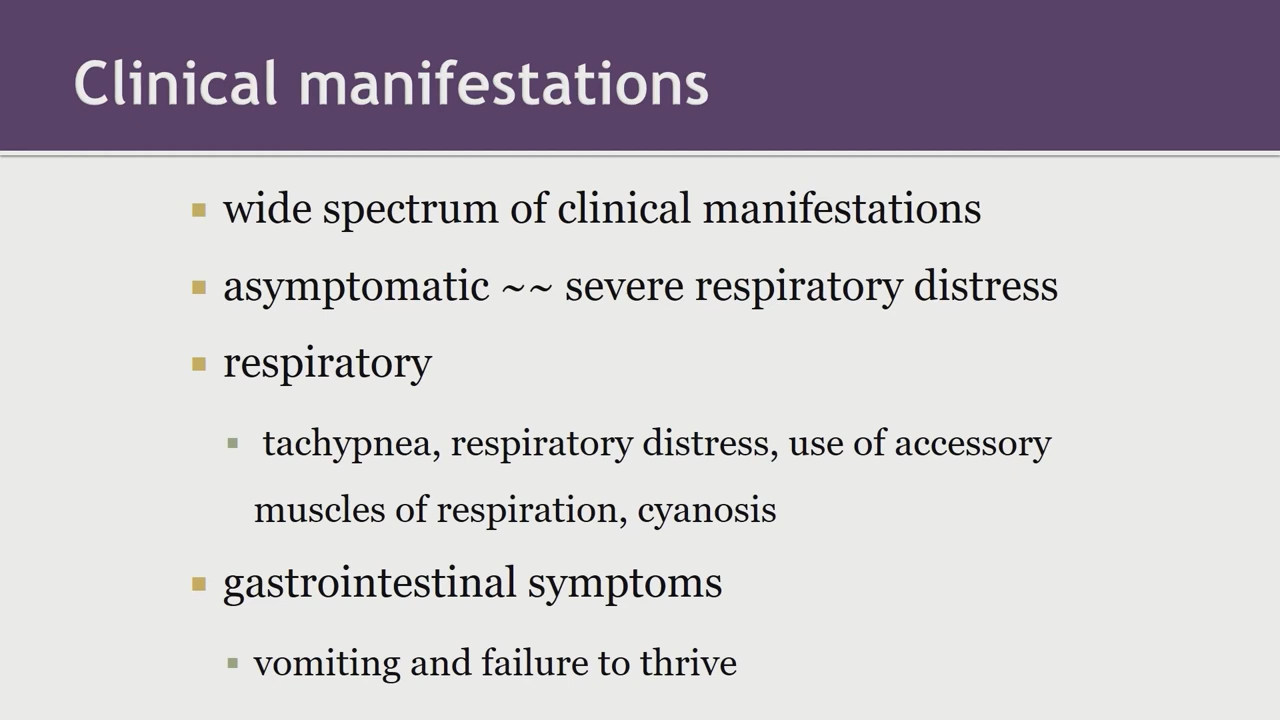 Clinical manifestations
wide spectrum of clinical manifestations
asymptomatic ~~ severe respiratory distress
respiratory
tachypnea, respiratory distress, use of accessory
muscles of respiration, cyanosis
gastrointestinal symptoms
vomiting and failure to thrive